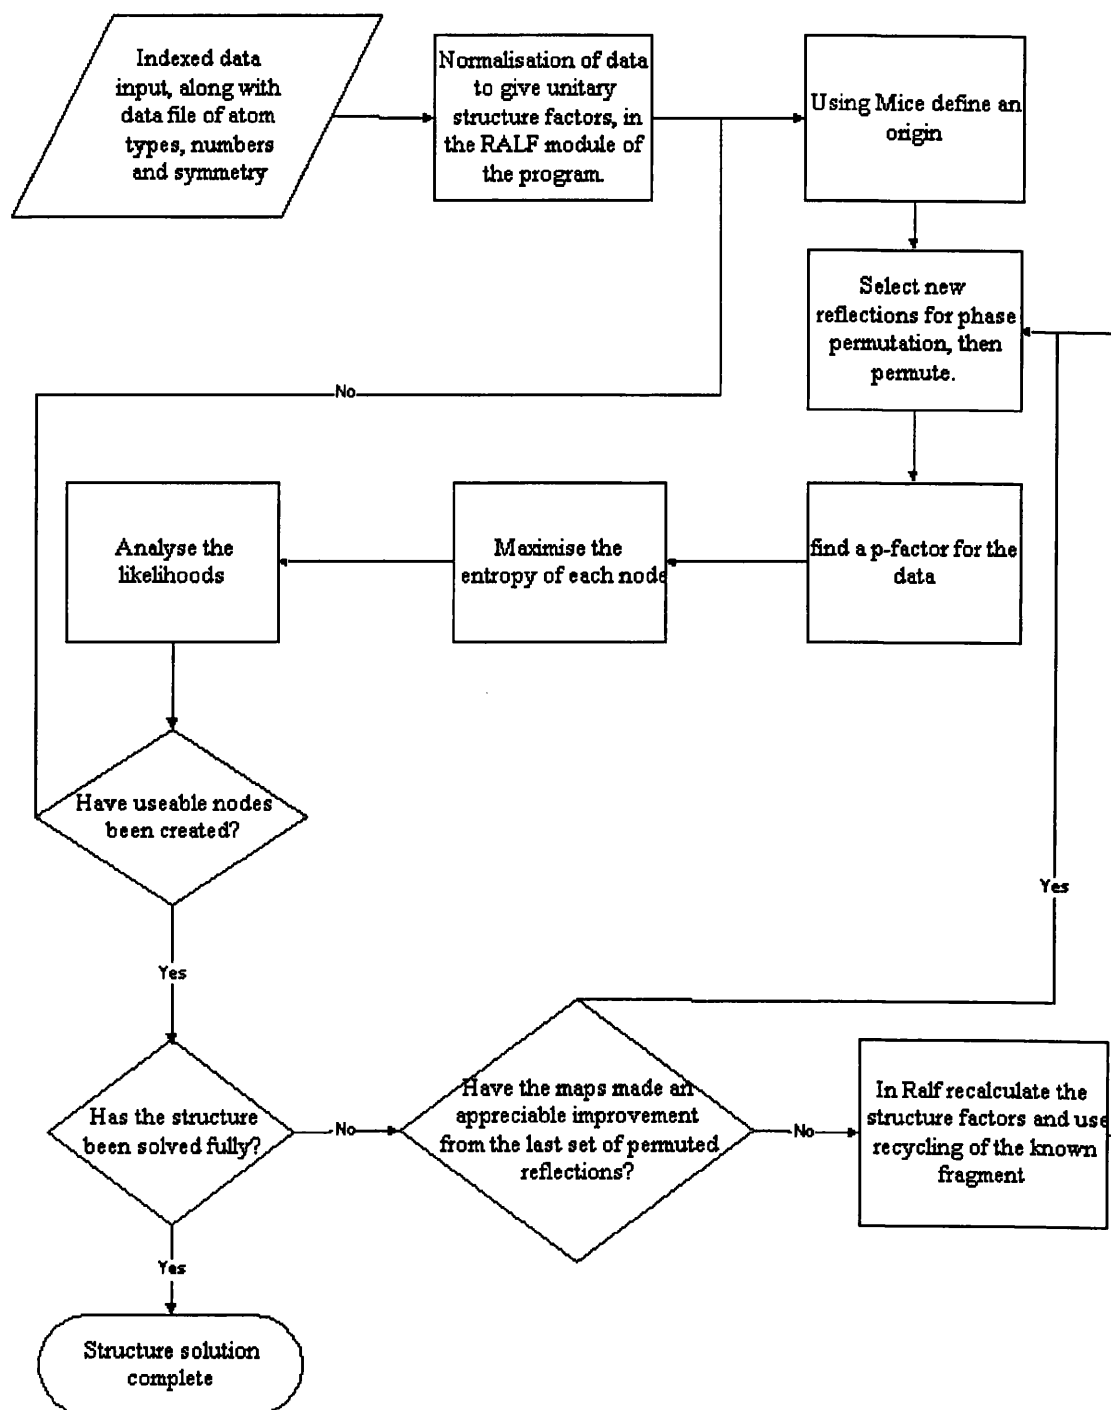 Indexed data
input, along with
data file of atom
types, numbers
and symmetry
Normalisation of data
to give unitary
structure factors, in
the RALF module of
the program.
Using Mice define an
origin
Select new
reflections for phase
permutation, then
permute.
No
Analyse the
likelihoods
Maximise the
entropy of each node
find a p-factor for the
data
Have useable nodes
been created?
Yes
Yes
Has the structure
been solved fully?
No
Have the maps made an
appreciable improvement
from the last set of permuted
reflections?
No
In Ralf recalculate the
structure factors and use
recycling of the known
fragment
Yes
Structure solution
complete